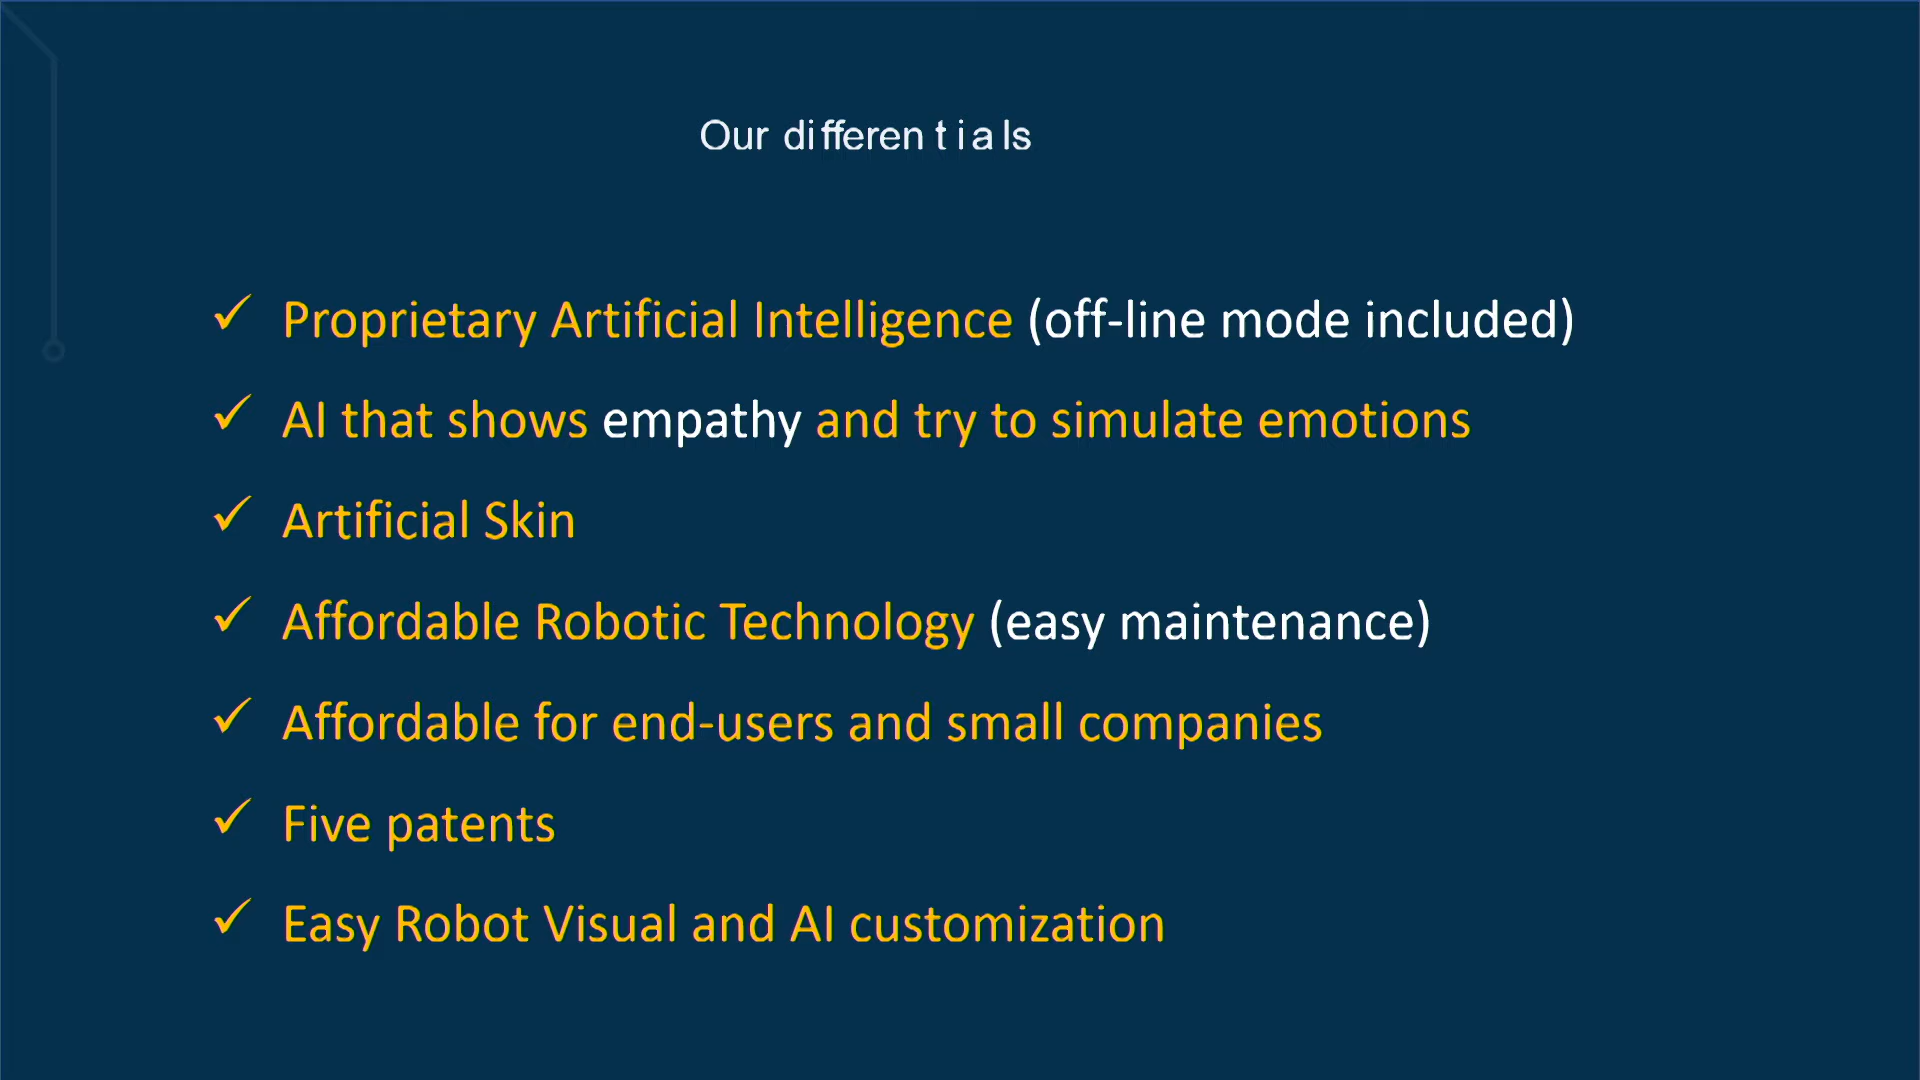 Our differentials
✓ Proprietary Artificial Intelligence (off-line mode included)
✓ AI that shows empathy and try to simulate emotions
✓ Artificial Skin
✓ Affordable Robotic Technology (easy maintenance)
✓ Affordable for end-users and small companies
✓ Five patents
✓ Easy Robot Visual and AI customization